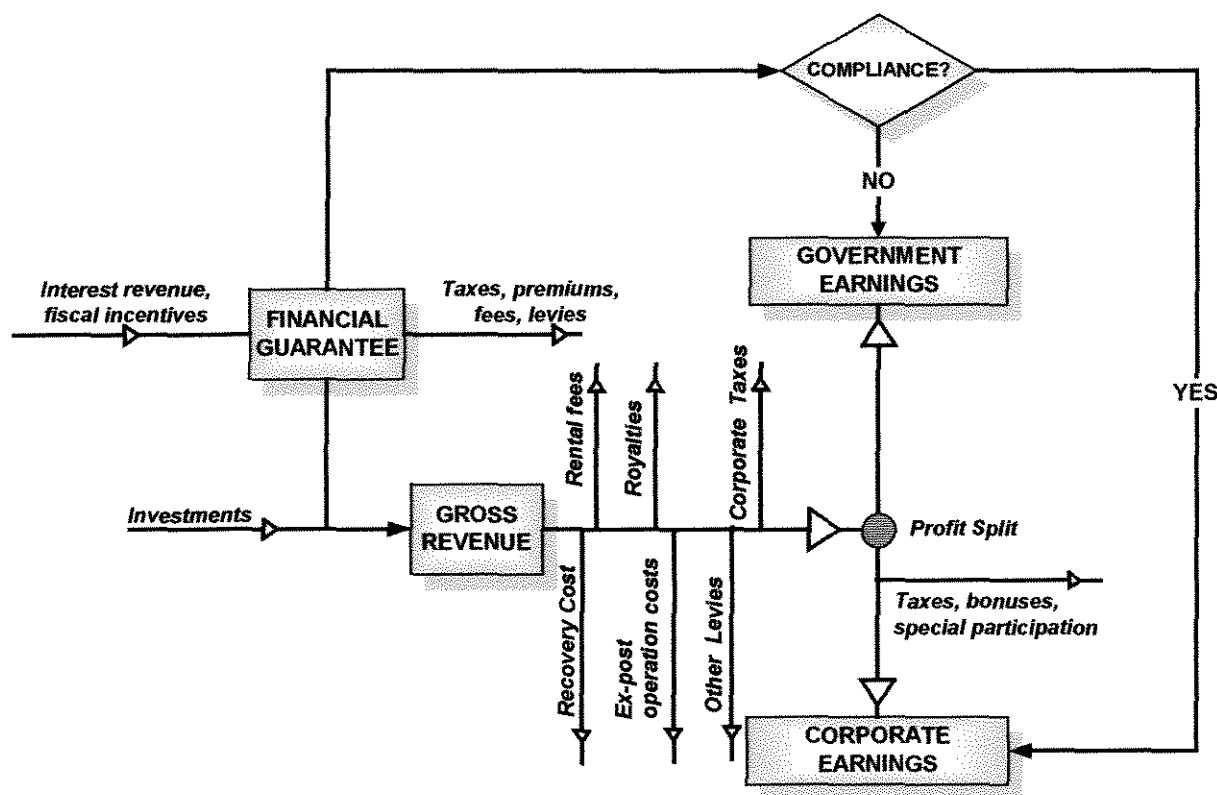 COMPLIANCE?
NO
GOVERNMENT
EARNINGS
Interest revenue,
fiscal incentives
FINANCIAL
GUARANTEE
Taxes, premiums,
fees, levies
YES
Rental fees
Royalties
Corporate Taxes
Investments
GROSS
REVENUE
Profit Split
Recovery Cost
Ex-post
operation costs
Other Levies
Taxes, bonuses,
special participation
CORPORATE
EARNINGS